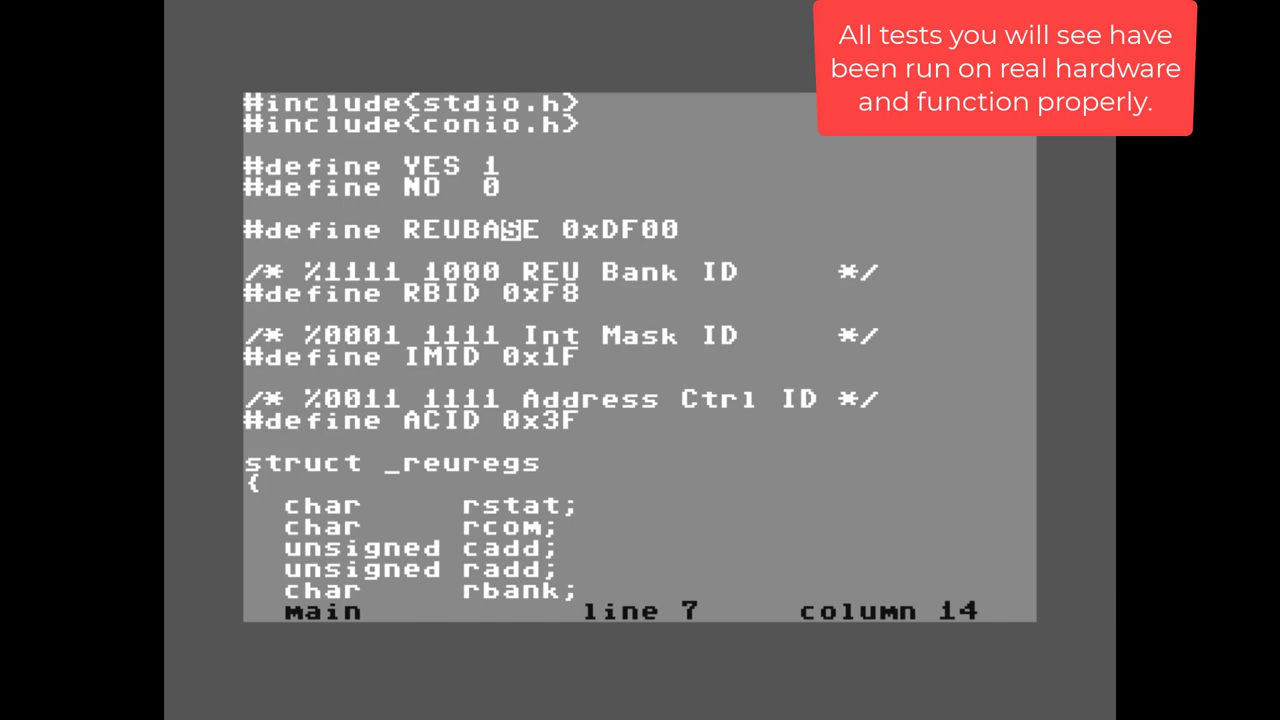 All tests you will see have
been run on real hardware
and function properly.
#include<stdio.h>
#include<conio.h>
#define YES 1
#define NO  0
#define REUBASE 0xDF00
/* %1111 1000 REU Bank ID     */
#define RBID 0xF8
/* %0001 1111 Int Mask ID     */
#define IMID 0x1F
/* %0011 1111 Address Ctrl ID */
#define ACID 0x3F
struct _reuregs
{
  char     rstat;
  char     rcom;
  unsigned cadd;
  unsigned radd;
  char     rbank;
  main           line 7     column 14